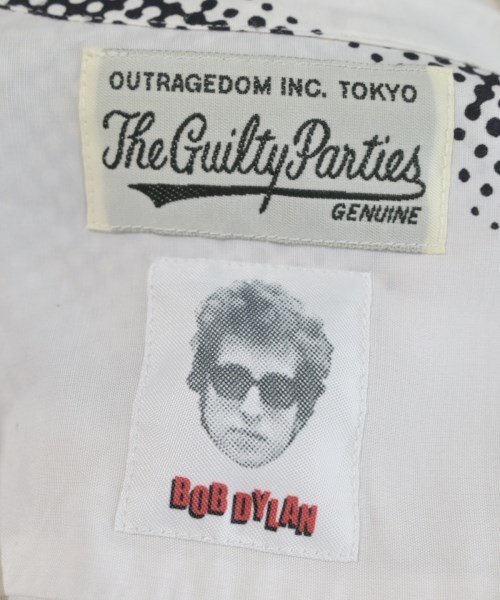 OUTRAGEDOM INC. TOKYO
The Guilty Parties
GENUINE
BOB DYLAN